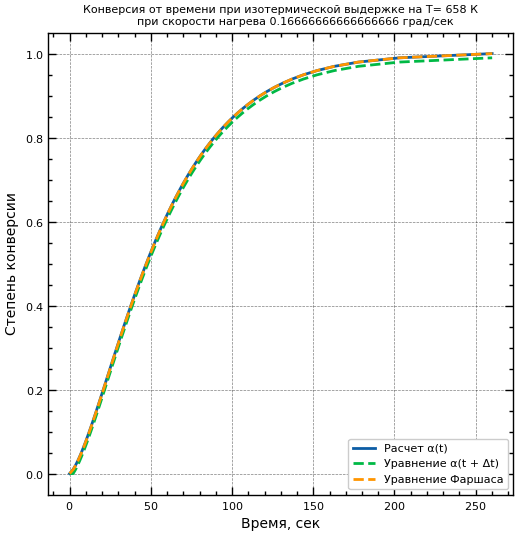 Конверсия от времени при изотермической выдержке на T= 658 K
при скорости нагрева 0.16666666666666666 град/сек
Степень конверсии
1.0
0.8
0.6
0.4
0.2
0.0
0
50
100
150
200
250
Время, сек
Расчет α(t)
Уравнение α(t + Δt)
Уравнение Фаршаса